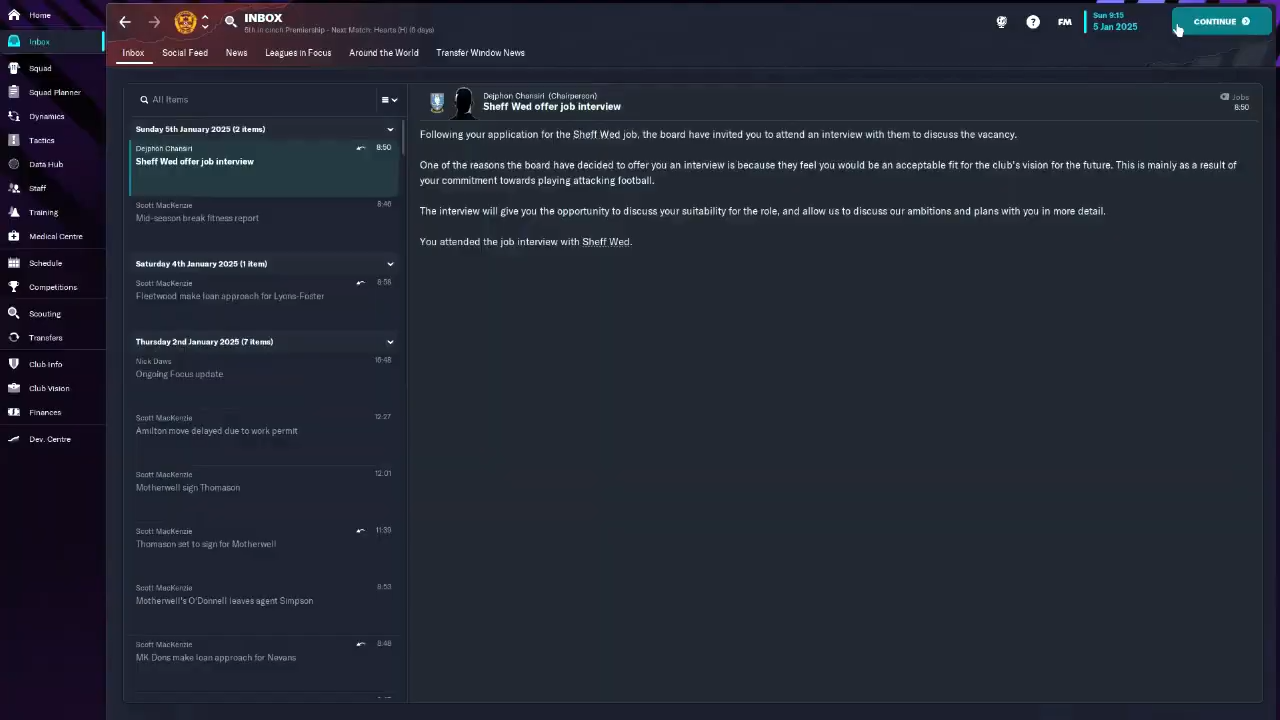 Home
Inbox
Squad
Squad Planner
Dynamics
Tactics
Data Hub
Staff
Training
Medical Centre
Schedule
Competitions
Scouting
Transfers
Club Info
Club Vision
Finances
Dev. Centre
INBOX
5th in cinch Premiership - Next Match: Hearts (H) (6 days)
FM
Sun 9:15
5 Jan 2025
CONTINUE
Inbox
Social Feed
News
Leagues in Focus
Around the World
Transfer Window News
All Items
Sunday 5th January 2025 (2 items)
Dejphon Chansiri 8:50
Sheff Wed offer job interview
Scott MacKenzie 8:46
Mid-season break fitness report
Saturday 4th January 2025 (1 item)
Scott MacKenzie 8:56
Fleetwood make loan approach for Lyons-Foster
Thursday 2nd January 2025 (7 items)
Nick Daws 16:48
Ongoing Focus update
Scott MacKenzie 12:27
Amilton move delayed due to work permit
Scott MacKenzie 12:01
Motherwell sign Thomason
Scott MacKenzie 11:39
Thomason set to sign for Motherwell
Scott MacKenzie 8:53
Motherwell's O'Donnell leaves agent Simpson
Scott MacKenzie 8:48
MK Dons make loan approach for Nevans
Dejphon Chansiri (Chairperson)
Sheff Wed offer job interview
Jobs
8:50
Following your application for the Sheff Wed job, the board have invited you to attend an interview with them to discuss the vacancy.
One of the reasons the board have decided to offer you an interview is because they feel you would be an acceptable fit for the club's vision for the future. This is mainly as a result of
your commitment towards playing attacking football.
The interview will give you the opportunity to discuss your suitability for the role, and allow us to discuss our ambitions and plans with you in more detail.
You attended the job interview with Sheff Wed.